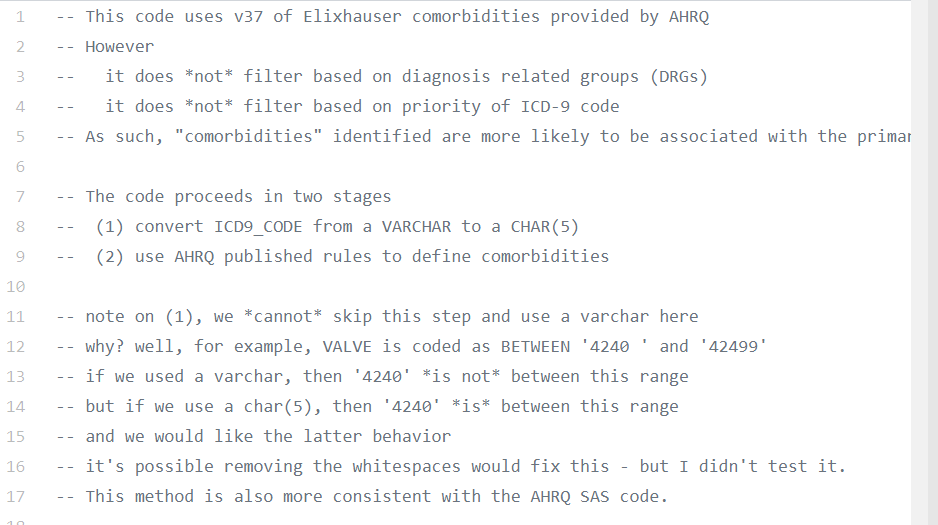 1 -- This code uses v37 of Elixhauser comorbidities provided by AHRQ
2 -- However
3 --   it does *not* filter based on diagnosis related groups (DRGs)
4 --   it does *not* filter based on priority of ICD-9 code
5 -- As such, "comorbidities" identified are more likely to be associated with the
6
7 -- The code proceeds in two stages
8 --  (1) convert ICD9_CODE from a VARCHAR to a CHAR(5)
9 --  (2) use AHRQ published rules to define comorbidities
10
11 -- note on (1), we *cannot* skip this step and use a varchar here
12 -- why? well, for example, VALVE is coded as BETWEEN '4240 ' and '42499'
13 -- if we used a varchar, then '4240' *is not* between this range
14 -- but if we use a char(5), then '4240' *is* between this range
15 -- and we would like the latter behavior
16 -- it's possible removing the whitespaces would fix this - but I didn't test it.
17 -- This method is also more consistent with the AHRQ SAS code.